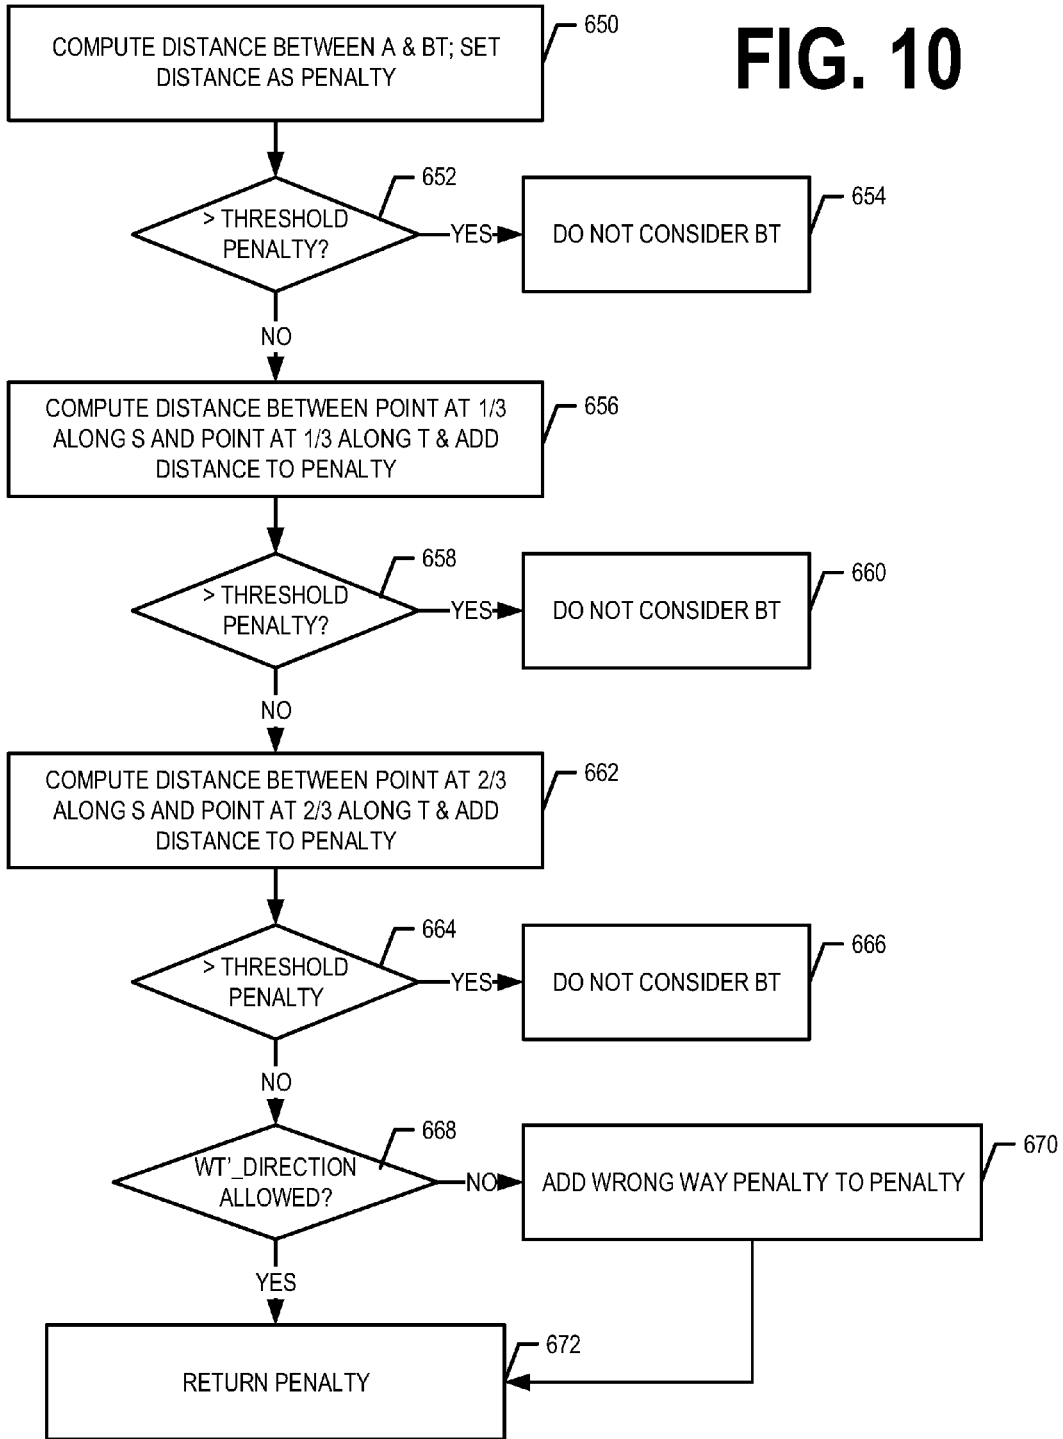 FIG. 10
COMPUTE DISTANCE BETWEEN A & BT; SET
DISTANCE AS PENALTY
650
> THRESHOLD
PENALTY?
652
YES
DO NOT CONSIDER BT
654
NO
COMPUTE DISTANCE BETWEEN POINT AT 1/3
ALONG S AND POINT AT 1/3 ALONG T & ADD
DISTANCE TO PENALTY
656
> THRESHOLD
PENALTY?
658
YES
DO NOT CONSIDER BT
660
NO
COMPUTE DISTANCE BETWEEN POINT AT 2/3
ALONG S AND POINT AT 2/3 ALONG T & ADD
DISTANCE TO PENALTY
662
> THRESHOLD
PENALTY
664
YES
DO NOT CONSIDER BT
666
NO
WT'_DIRECTION
ALLOWED?
668
NO
ADD WRONG WAY PENALTY TO PENALTY
670
YES
RETURN PENALTY
672